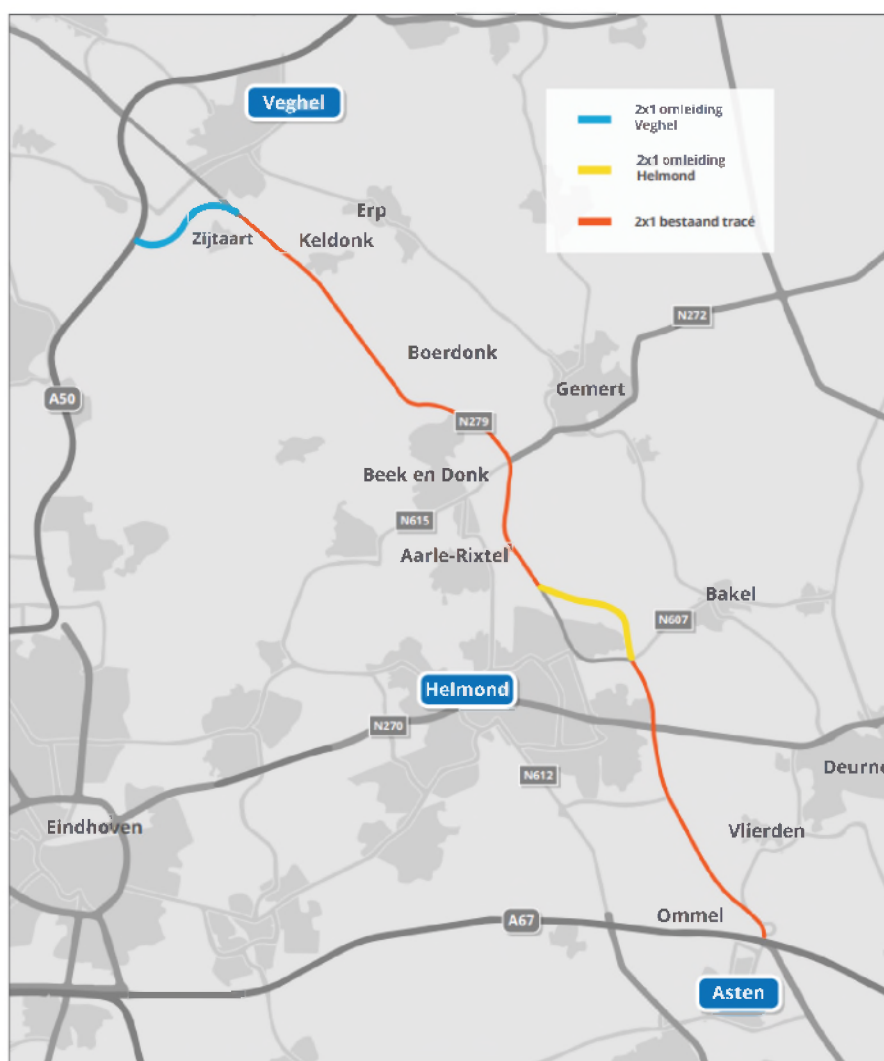 Veghel
2x1 omleiding
Veghel
2x1 omleiding
Helmond
2x1 bestaand tracé
Erp
Zijtaart
Keldonk
N272
Boerdonk
Gemert
A50
N279
Beek en Donk
N615
Aarle-Rixtel
Bakel
N607
Helmond
N270
Deurne
N612
Eindhoven
Vlierden
Ommel
A67
Asten